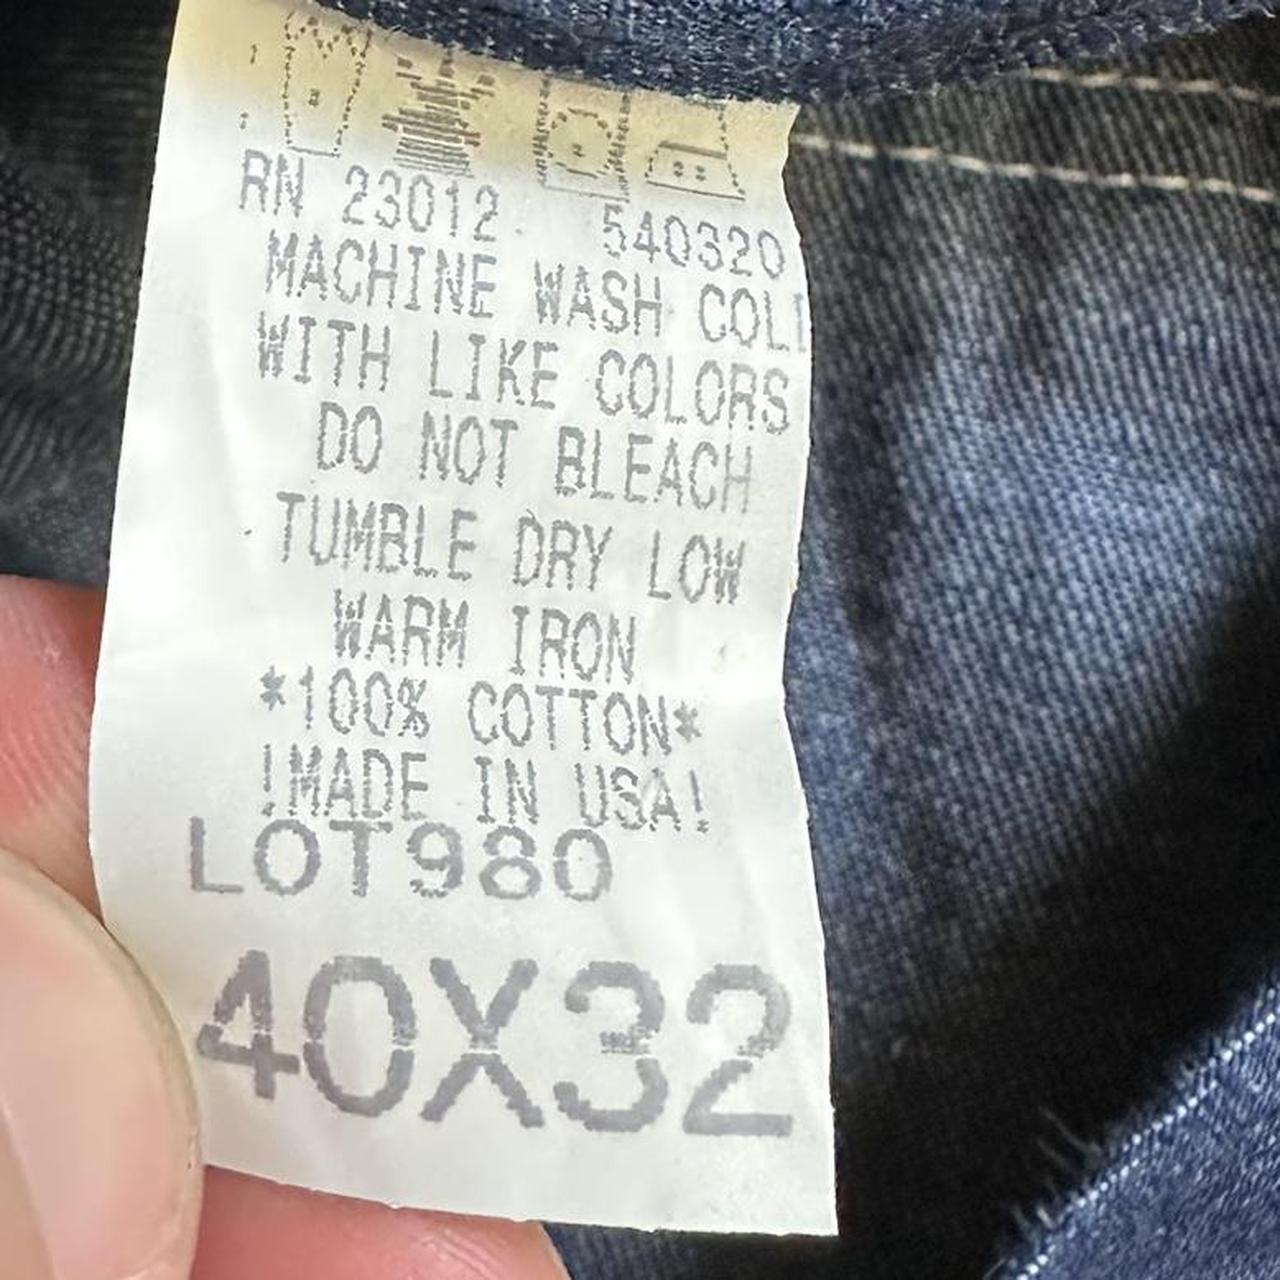 RN 23012 540320
MACHINE WASH COLD
WITH LIKE COLORS
DO NOT BLEACH
TUMBLE DRY LOW
WARM IRON
*100% COTTON*
!MADE IN USA!
LOT980
40X32